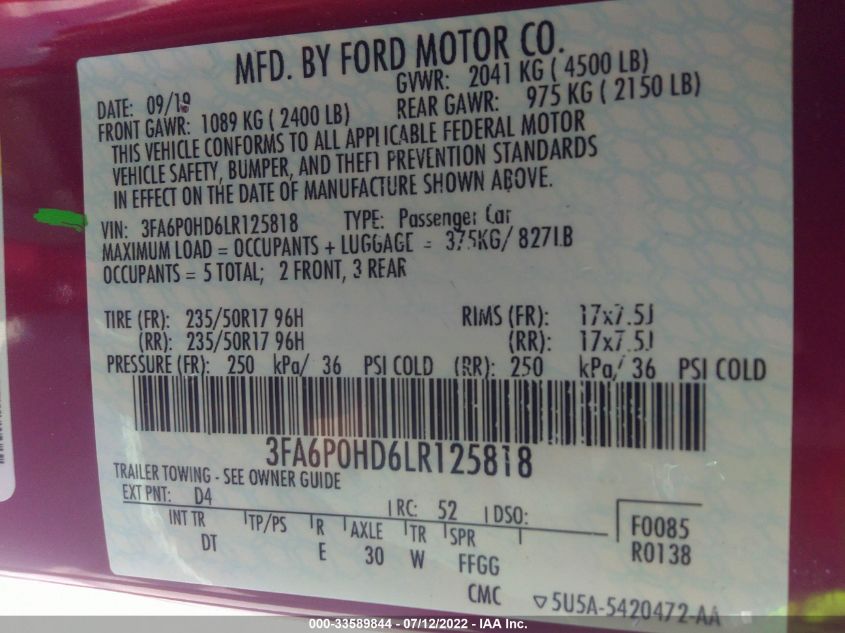 MFD. BY FORD MOTOR CO.
DATE: 09/19 GVWR: 2041 KG ( 4500 LB)
FRONT GAWR: 1089 KG ( 2400 LB) REAR GAWR: 975 KG ( 2150 LB)
THIS VEHICLE CONFORMS TO ALL APPLICABLE FEDERAL MOTOR
VEHICLE SAFETY, BUMPER, AND THEFT PREVENTION STANDARDS
IN EFFECT ON THE DATE OF MANUFACTURE SHOWN ABOVE.
VIN: 3FA6P0HD6LR125818 TYPE: Passenger Car
MAXIMUM LOAD = OCCUPANTS + LUGGAGE = 375KG/ 827LB
OCCUPANTS = 5 TOTAL; 2 FRONT, 3 REAR
TIRE (FR): 235/50R17 96H RIMS (FR): 17x7.5J
(RR): 235/50R17 96H (RR): 17x7.5J
PRESSURE (FR): 250 kPa/ 36 PSI COLD (RR): 250 kPa/ 36 PSI COLD
3FA6P0HD6LR125818
TRAILER TOWING - SEE OWNER GUIDE
EXT PNT: D4 RC: 52 DSO:
INT TR TP/PS R AXLE TR SPR F0085
DT E 30 W FFGG R0138
CMC 5U5A-5420472-AA
000-33589844 - 07/12/2022 - IAA Inc.